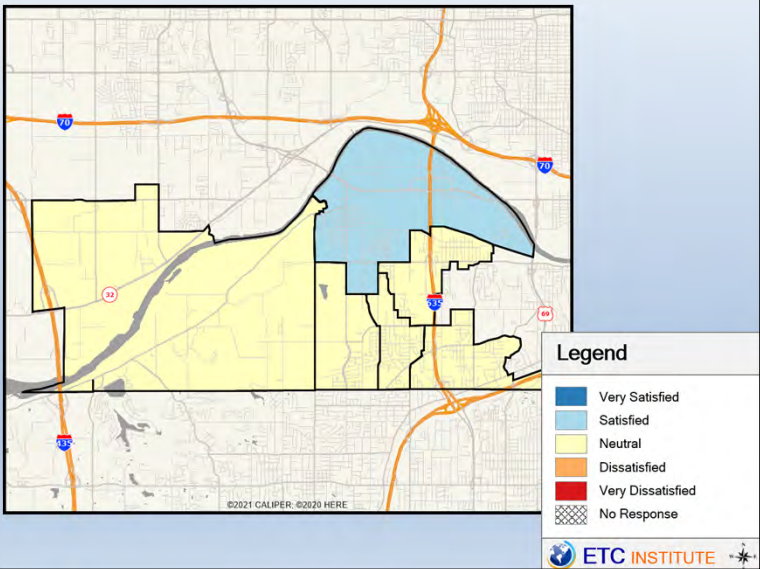 70
70
32
635
69
435
©2021 CALIPER; ©2020 HERE
Legend
Very Satisfied
Satisfied
Neutral
Dissatisfied
Very Dissatisfied
No Response
ETC INSTITUTE